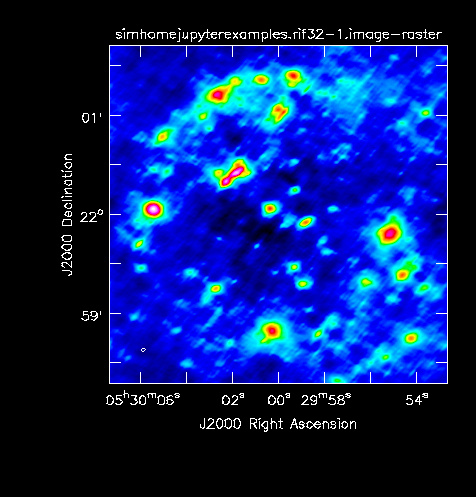 simhomejupyterexamples.rif32-1.image-raster
01'
22°
59'
J2000 Declination
05h30m06s 02s 00s 29m58s 54s
J2000 Right Ascension